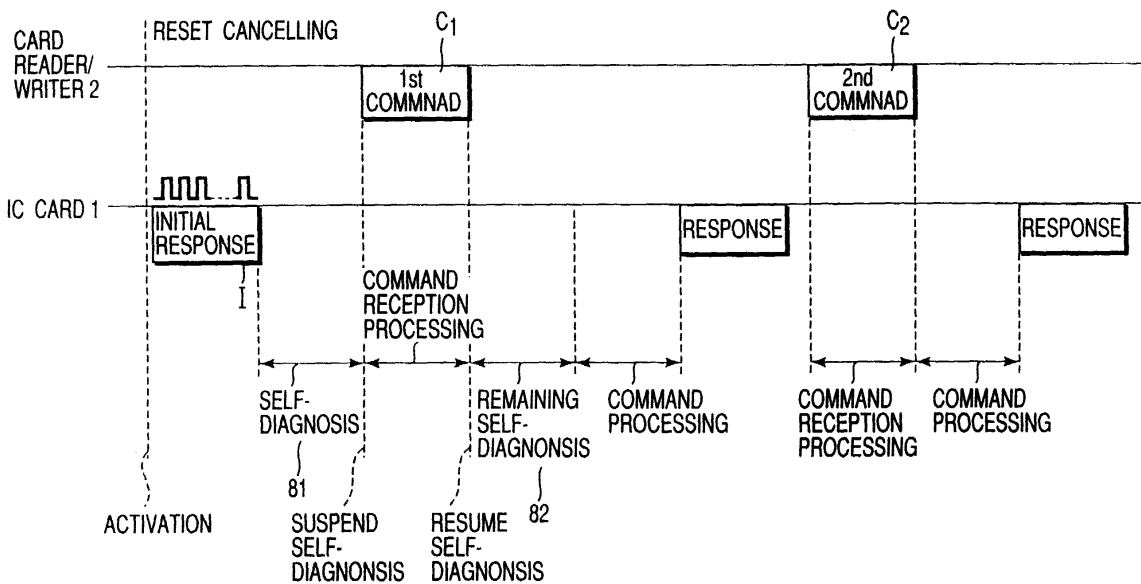 RESET CANCELLING
C1
C2
CARD
READER/
WRITER 2
1st
COMMNAD
2nd
COMMNAD
IC CARD 1
INITIAL
RESPONSE
I
RESPONSE
RESPONSE
COMMAND
RECEPTION
PROCESSING
SELF-
DIAGNOSIS
81
REMAINING
SELF-
DIAGNONSIS
82
COMMAND
PROCESSING
COMMAND
RECEPTION
PROCESSING
COMMAND
PROCESSING
ACTIVATION
SUSPEND
SELF-
DIAGNONSIS
RESUME
SELF-
DIAGNONSIS